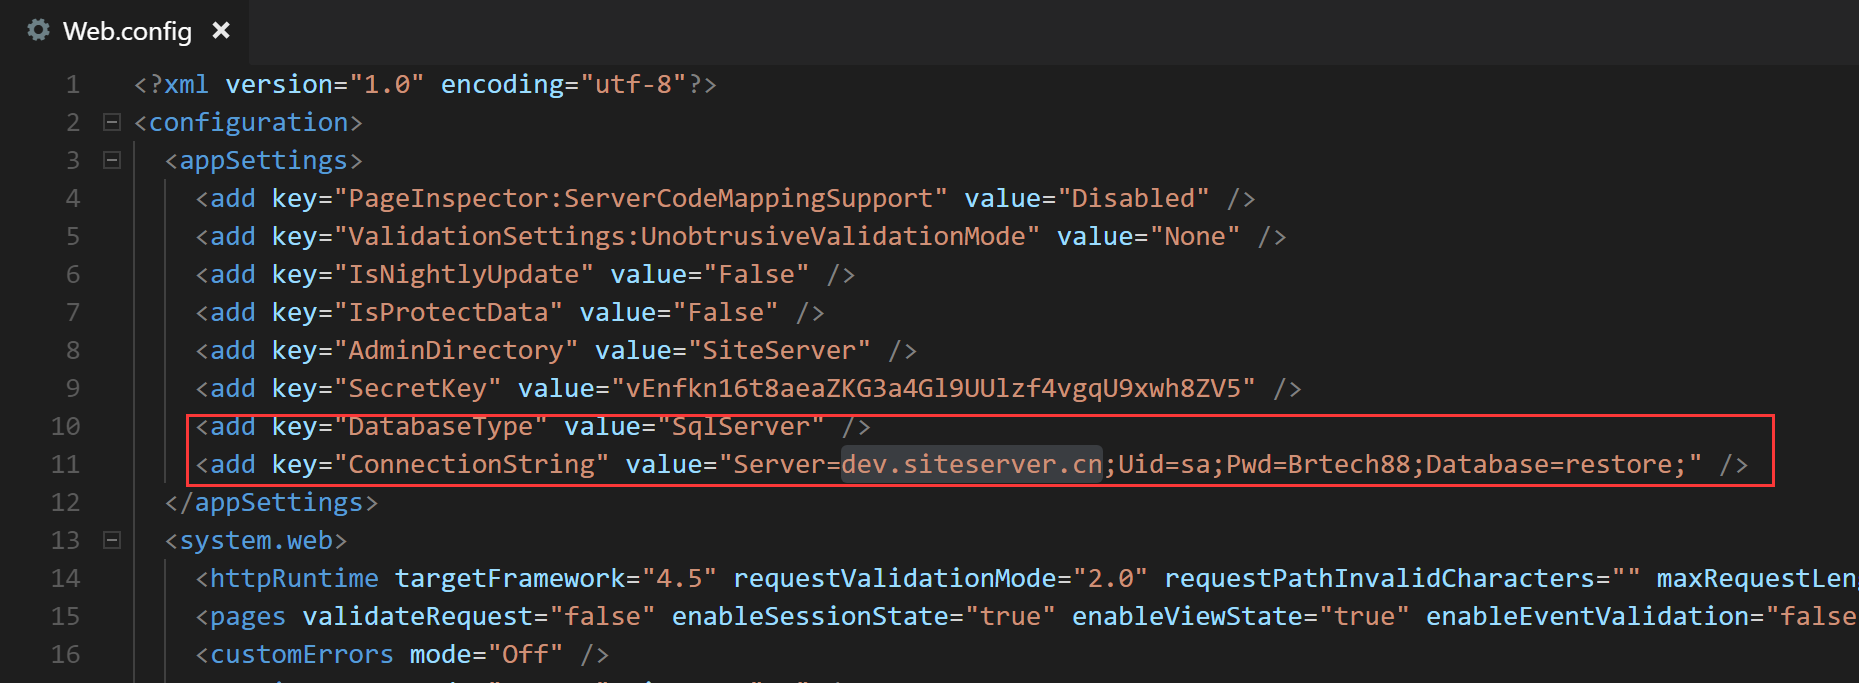 Web.config
1 <?xml version="1.0" encoding="utf-8"?>
2 <configuration>
3 <appSettings>
4 <add key="PageInspector:ServerCodeMappingSupport" value="Disabled" />
5 <add key="ValidationSettings:UnobtrusiveValidationMode" value="None" />
6 <add key="IsNightlyUpdate" value="False" />
7 <add key="IsProtectData" value="False" />
8 <add key="AdminDirectory" value="SiteServer" />
9 <add key="SecretKey" value="vEnfkn16t8aeaZKG3a4Gl9UUlzf4vgqU9xwh8ZV5" />
10 <add key="DatabaseType" value="SqlServer" />
11 <add key="ConnectionString" value="Server=dev.siteserver.cn;Uid=sa;Pwd=Brtech88;Database=restore;" />
12 </appSettings>
13 <system.web>
14 <httpRuntime targetFramework="4.5" requestValidationMode="2.0" requestPathInvalidCharacters="" maxRequestLeng
15 <pages validateRequest="false" enableSessionState="true" enableViewState="true" enableEventValidation="false
16 <customErrors mode="Off" />